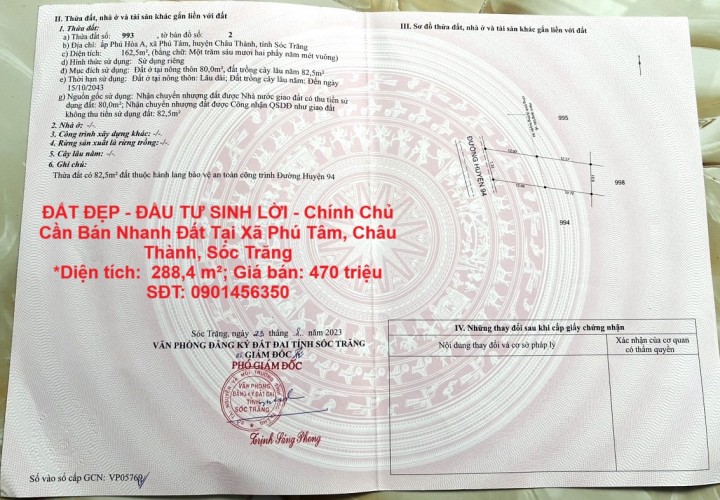 II. Thửa đất, nhà ở và tài sản khác gắn liền với đất
1. Thửa đất:
a) Thửa đất số: 993 , tờ bản đồ số: 2
b) Địa chỉ: ấp Phú Hòa A, xã Phú Tâm, huyện Châu Thành, tỉnh Sóc Trăng
c) Diện tích: 162,5m², (bằng chữ: Một trăm sáu mươi hai phẩy năm mét vuông)
d) Hình thức sử dụng: Sử dụng riêng
đ) Mục đích sử dụng: Đất ở tại nông thôn 80,0m², đất trồng cây lâu năm 82,5m²
e) Thời hạn sử dụng: Đất ở tại nông thôn: Lâu dài; Đất trồng cây lâu năm: Đến ngày
15/10/2043
g) Nguồn gốc sử dụng: Nhận chuyển nhượng đất được Nhà nước giao đất có thu tiền sử
dụng đất: 80,0m²; Nhận chuyển nhượng đất được Công nhận QSDĐ như giao đất
không thu tiền sử dụng đất: 82,5m²
2. Nhà ở: -/-.
3. Công trình xây dựng khác: -/-.
4. Rừng sản xuất là rừng trồng: -/-.
5. Cây lâu năm: -/-.
6. Ghi chú:
Thửa đất có 82,5m² đất thuộc hành lang bảo vệ an toàn công trình Đường Huyện 94
ĐẤT ĐẸP - ĐẦU TƯ SINH LỜI - Chính Chủ
Cần Bán Nhanh Đất Tại Xã Phú Tâm, Châu
Thành, Sóc Trăng
*Diện tích: 288,4 m²; Giá bán: 470 triệu
SĐT: 0901456350
Sóc Trăng, ngày 23 tháng 8 năm 2023
VĂN PHÒNG ĐĂNG KÝ ĐẤT ĐAI TỈNH SÓC TRĂNG
GIÁM ĐỐC
PHÓ GIÁM ĐỐC
VĂN PHÒNG
ĐĂNG KÝ ĐẤT ĐAI
TỈNH
SÓC TRĂNG
Trịnh Sáng Phong
Số vào sổ cấp GCN: VP05760
III. Sơ đồ thửa đất, nhà ở và tài sản khác gắn liền với đất
995
ĐƯỜNG HUYỆN 94
998
994
IV. Những thay đổi sau khi cấp giấy chứng nhận
Nội dung thay đổi và cơ sở pháp lý
Xác nhận của cơ quan
có thẩm quyền